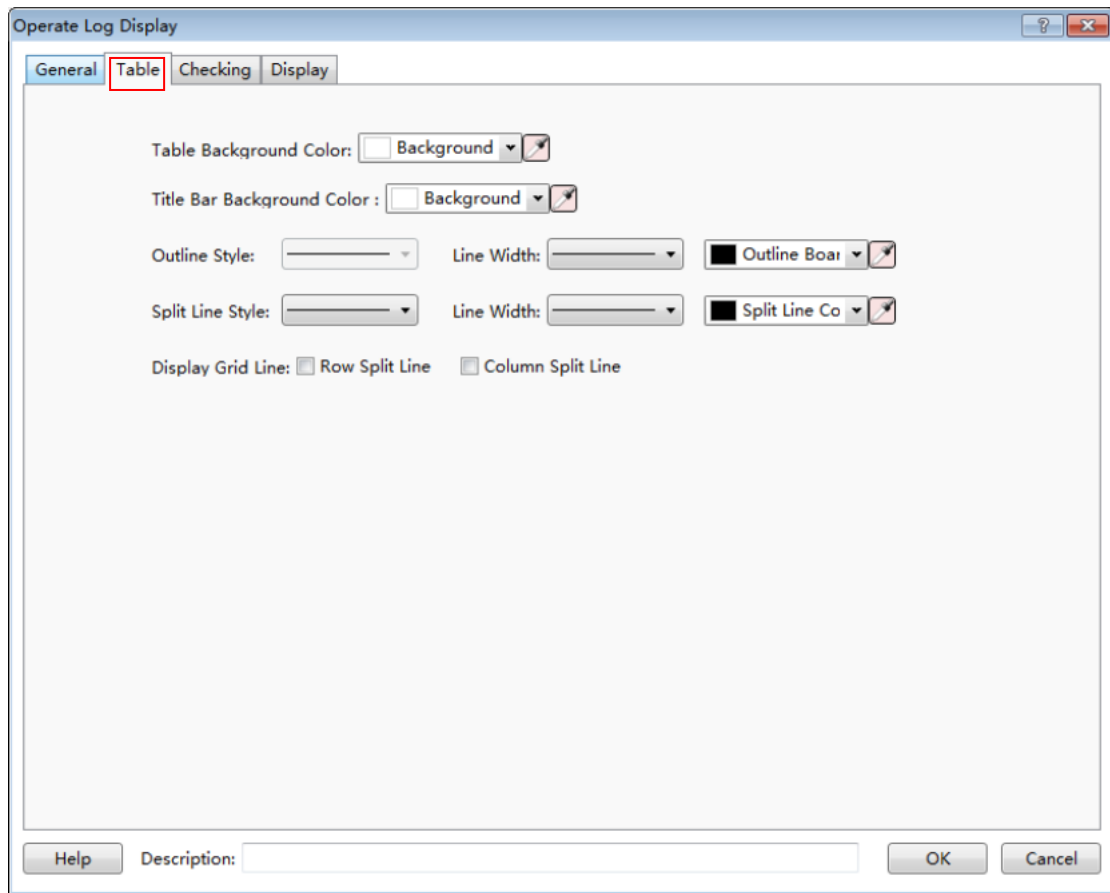 Operate Log Display
General Table Checking Display
Table Background Color: Background
Title Bar Background Color : Background
Outline Style: Line Width: Outline Boar
Split Line Style: Line Width: Split Line Co
Display Grid Line: Row Split Line Column Split Line
Help Description: OK Cancel